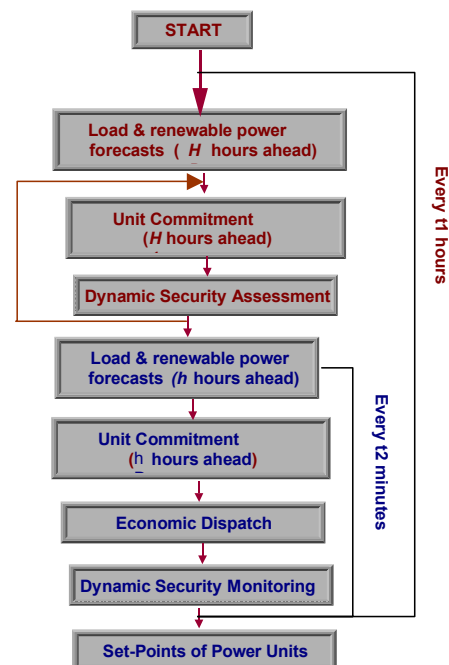 START
Load & renewable power
forecasts ( H hours ahead)
Unit Commitment
(H hours ahead)
Dynamic Security Assessment
Load & renewable power
forecasts (h hours ahead)
Unit Commitment
(h hours ahead)
Economic Dispatch
Dynamic Security Monitoring
Set-Points of Power Units
Every t1 hours
Every t2 minutes